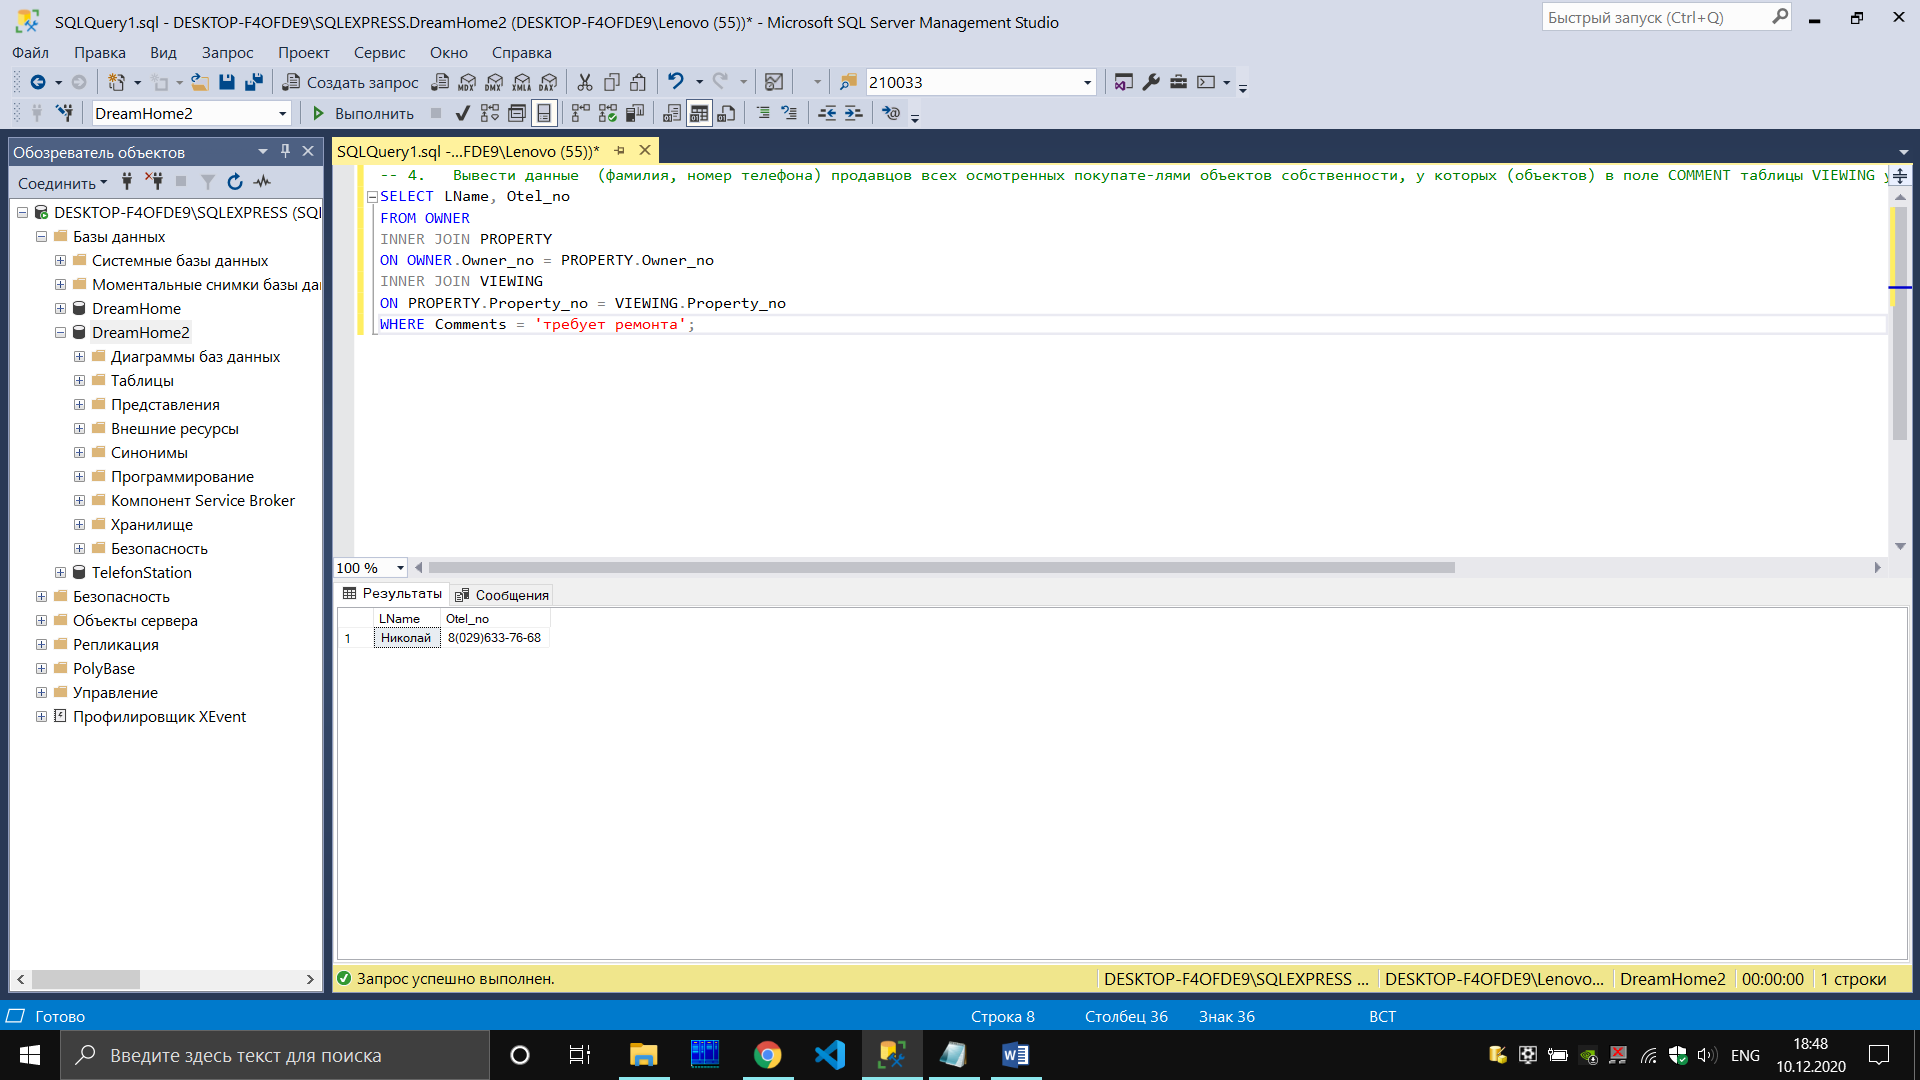 SQLQuery1.sql - DESKTOP-F4OFDE9\SQLEXPRESS.DreamHome2 (DESKTOP-F4OFDE9\Lenovo (55))* - Microsoft SQL Server Management Studio
Быстрый запуск (Ctrl+Q)
Файл Правка Вид Запрос Проект Сервис Окно Справка
Создать запрос MDX DMX XMLA DAX 210033
DreamHome2 Выполнить
Обозреватель объектов
SQLQuery1.sql -...FDE9\Lenovo (55))*
Соединить
DESKTOP-F4OFDE9\SQLEXPRESS (SQl
Базы данных
Системные базы данных
Моментальные снимки базы да
DreamHome
DreamHome2
Диаграммы баз данных
Таблицы
Представления
Внешние ресурсы
Синонимы
Программирование
Компонент Service Broker
Хранилище
Безопасность
TelefonStation
Безопасность
Объекты сервера
Репликация
PolyBase
Управление
Профилировщик XEvent
-- 4.   Вывести данные  (фамилия, номер телефона) продавцов всех осмотренных покупате-лями объектов собственности, у которых (объектов) в поле COMMENT таблицы VIEWING у
SELECT LName, Otel_no
FROM OWNER
INNER JOIN PROPERTY
ON OWNER.Owner_no = PROPERTY.Owner_no
INNER JOIN VIEWING
ON PROPERTY.Property_no = VIEWING.Property_no
WHERE Comments = 'требует ремонта';
100 %
Результаты Сообщения
LName Otel_no
1 Николай 8(029)633-76-68
Запрос успешно выполнен. DESKTOP-F4OFDE9\SQLEXPRESS ... DESKTOP-F4OFDE9\Lenovo... DreamHome2 00:00:00 1 строки
Готово Строка 8 Столбец 36 Знак 36 ВСТ
Введите здесь текст для поиска
ENG
18:48
10.12.2020